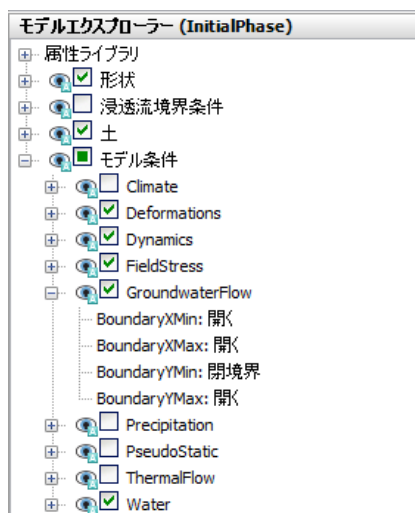 モデルエクスプローラー (InitialPhase)
属性ライブラリ
形状
浸透流境界条件
土
モデル条件
Climate
Deformations
Dynamics
FieldStress
GroundwaterFlow
BoundaryXMin: 開く
BoundaryXMax: 開く
BoundaryYMin: 閉境界
BoundaryYMax: 開く
Precipitation
PseudoStatic
ThermalFlow
Water